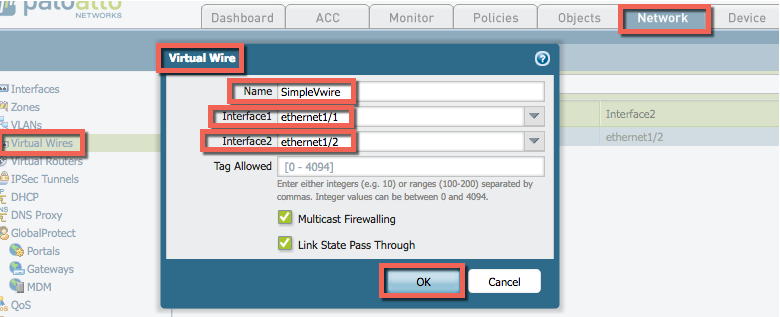 paloalto
NETWORKS
Dashboard ACC Monitor Policies Objects Network Device
Virtual Wire
Interfaces
Zones
VLANs
Virtual Wires
Virtual Routers
IPSec Tunnels
DHCP
DNS Proxy
GlobalProtect
Portals
Gateways
MDM
QoS
Name SimpleVwire
Interface1 ethernet1/1
Interface2 ethernet1/2
Tag Allowed [0 - 4094]
Enter either integers (e.g. 10) or ranges (100-200) separated by
commas. Integer values can be between 0 and 4094.
Multicast Firewalling
Link State Pass Through
OK Cancel
Interface2
ethernet1/2